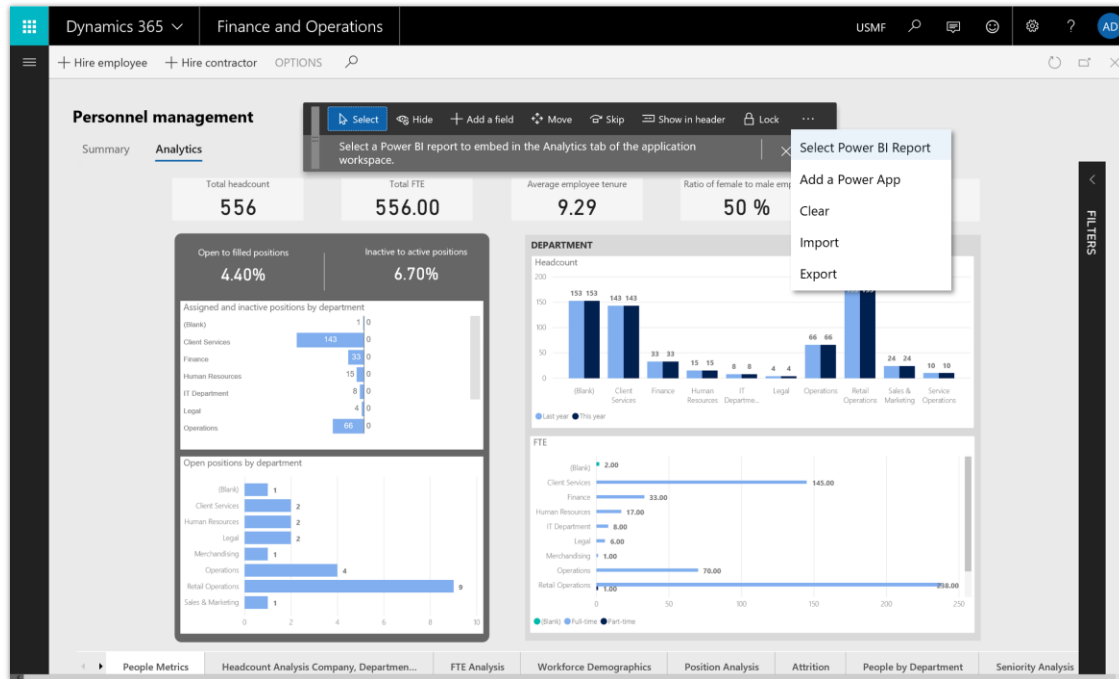 Dynamics 365
Finance and Operations
USMF
?
AD
+ Hire employee
+ Hire contractor
OPTIONS
Personnel management
Summary
Analytics
Select
Hide
+ Add a field
Move
Skip
Show in header
Lock
...
Select a Power BI report to embed in the Analytics tab of the application
workspace.
Select Power BI Report
Add a Power App
Clear
Import
Export
FILTERS
Total headcount
556
Total FTE
556.00
Average employee tenure
9.29
Ratio of female to male emp
50 %
Open to filled positions
4.40%
Inactive to active positions
6.70%
Assigned and inactive positions by department
(Blank) 1 0
Client Services 143 0
Finance 33 0
Human Resources 15 0
IT Department 8 0
Legal 4 0
Operations 66 0
Open positions by department
(Blank) 1
Client Services 2
Human Resources 2
Legal 2
Merchandising 1
Operations 4
Retail Operations 9
Sales & Marketing 1
0 2 4 6 8 10
DEPARTMENT
Headcount
200
150
100
50
0
153 153
143 143
33 33
15 15
8 8
4 4
66 66
24 24
10 10
(Blank)
Client
Services
Finance
Human
Resources
IT
Departme...
Legal
Operations
Retail
Operations
Sales &
Marketing
Service
Operations
Last year This year
FTE
(Blank) 2.00
Client Services 145.00
Finance 33.00
Human Resources 17.00
IT Department 8.00
Legal 6.00
Merchandising 1.00
Operations 70.00
Retail Operations 1.00 238.00
0 50 100 150 200 250
(Blank) Full-time Part-time
People Metrics
Headcount Analysis Company, Departmen...
FTE Analysis
Workforce Demographics
Position Analysis
Attrition
People by Department
Seniority Analysis